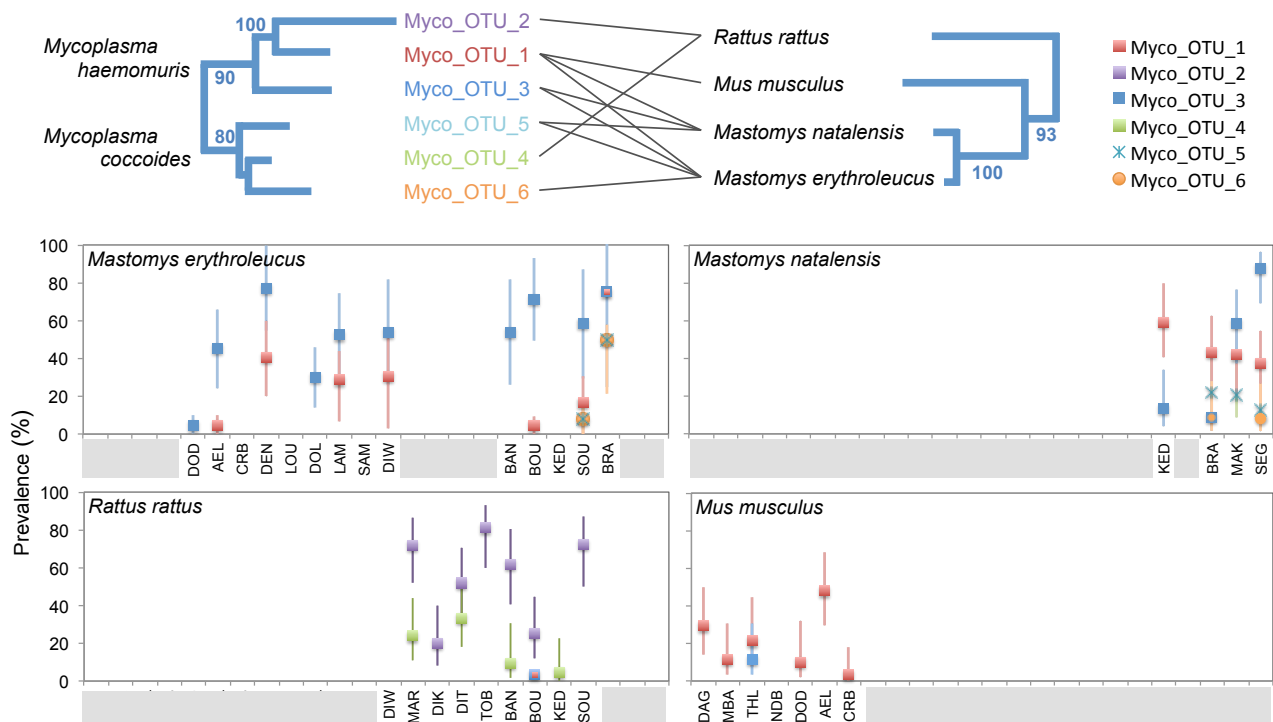 Mycoplasma
haemomuris
Mycoplasma
coccoides
100
90
80
Myco_OTU_2
Myco_OTU_1
Myco_OTU_3
Myco_OTU_5
Myco_OTU_4
Myco_OTU_6
Rattus rattus
Mus musculus
Mastomys natalensis
Mastomys erythroleucus
93
100
Myco_OTU_1
Myco_OTU_2
Myco_OTU_3
Myco_OTU_4
Myco_OTU_5
Myco_OTU_6
Prevalence (%)
Mastomys erythroleucus
100
80
60
40
20
0
DOD
AEL
CRB
DEN
LOU
DOL
LAM
SAM
DIW
BAN
BOU
KED
SOU
BRA
Mastomys natalensis
KED
BRA
MAK
SEG
Rattus rattus
100
80
60
40
20
0
DIW
MAR
DIK
DIT
TOB
BAN
BOU
KED
SOU
Mus musculus
DAG
MBA
THL
NDB
DOD
AEL
CRB